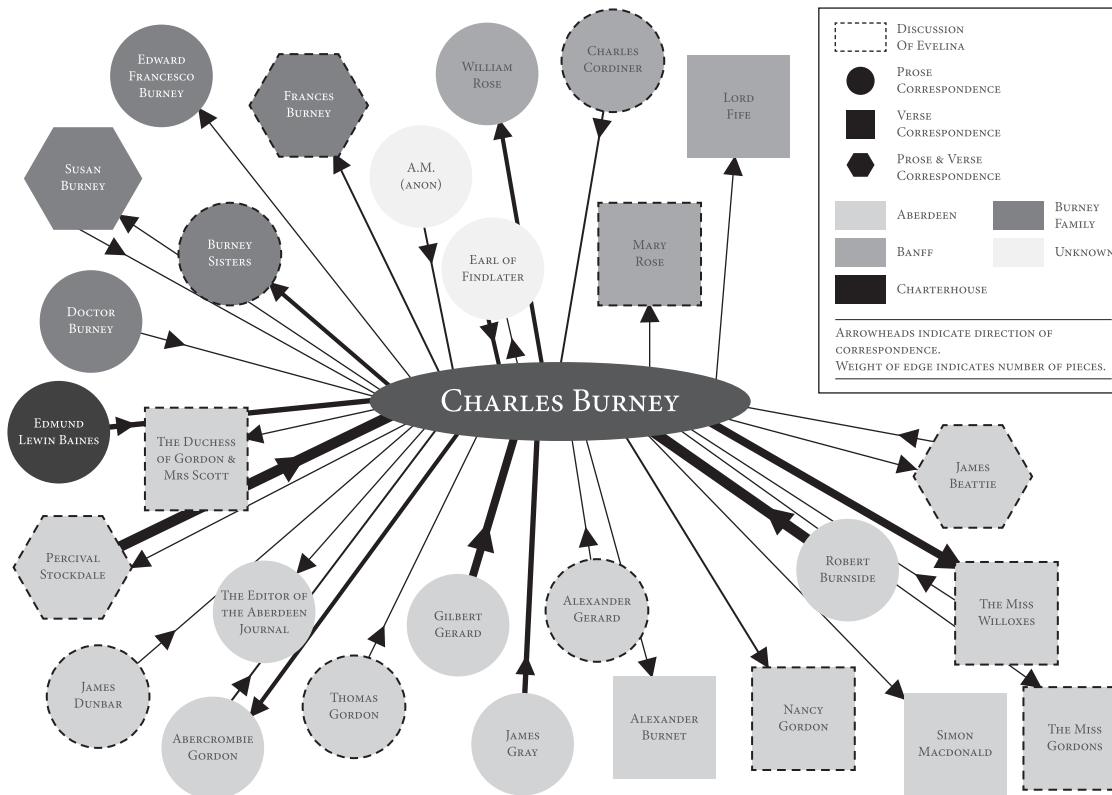 Edward
Francesco
Burney
Frances
Burney
William
Rose
Charles
Cordiner
Lord
Fife
Susan
Burney
A.M.
(anon)
Burney
Sisters
Earl of
Findlater
Mary
Rose
Doctor
Burney
Charles Burney
Edmund
Lewin Baines
The Duchess
of Gordon &
Mrs Scott
James
Beattie
Percival
Stockdale
The Editor of
the Aberdeen
Journal
Gilbert
Gerard
Alexander
Gerard
Robert
Burnside
The Miss
Willoxes
James
Dunbar
Abercrombie
Gordon
Thomas
Gordon
James
Gray
Alexander
Burnet
Nancy
Gordon
Simon
Macdonald
The Miss
Gordons
Discussion
Of Evelina
Prose
Correspondence
Verse
Correspondence
Prose & Verse
Correspondence
Aberdeen
Burney
Family
Banff
Unknown
Charterhouse
Arrowheads indicate direction of
correspondence.
Weight of edge indicates number of pieces.